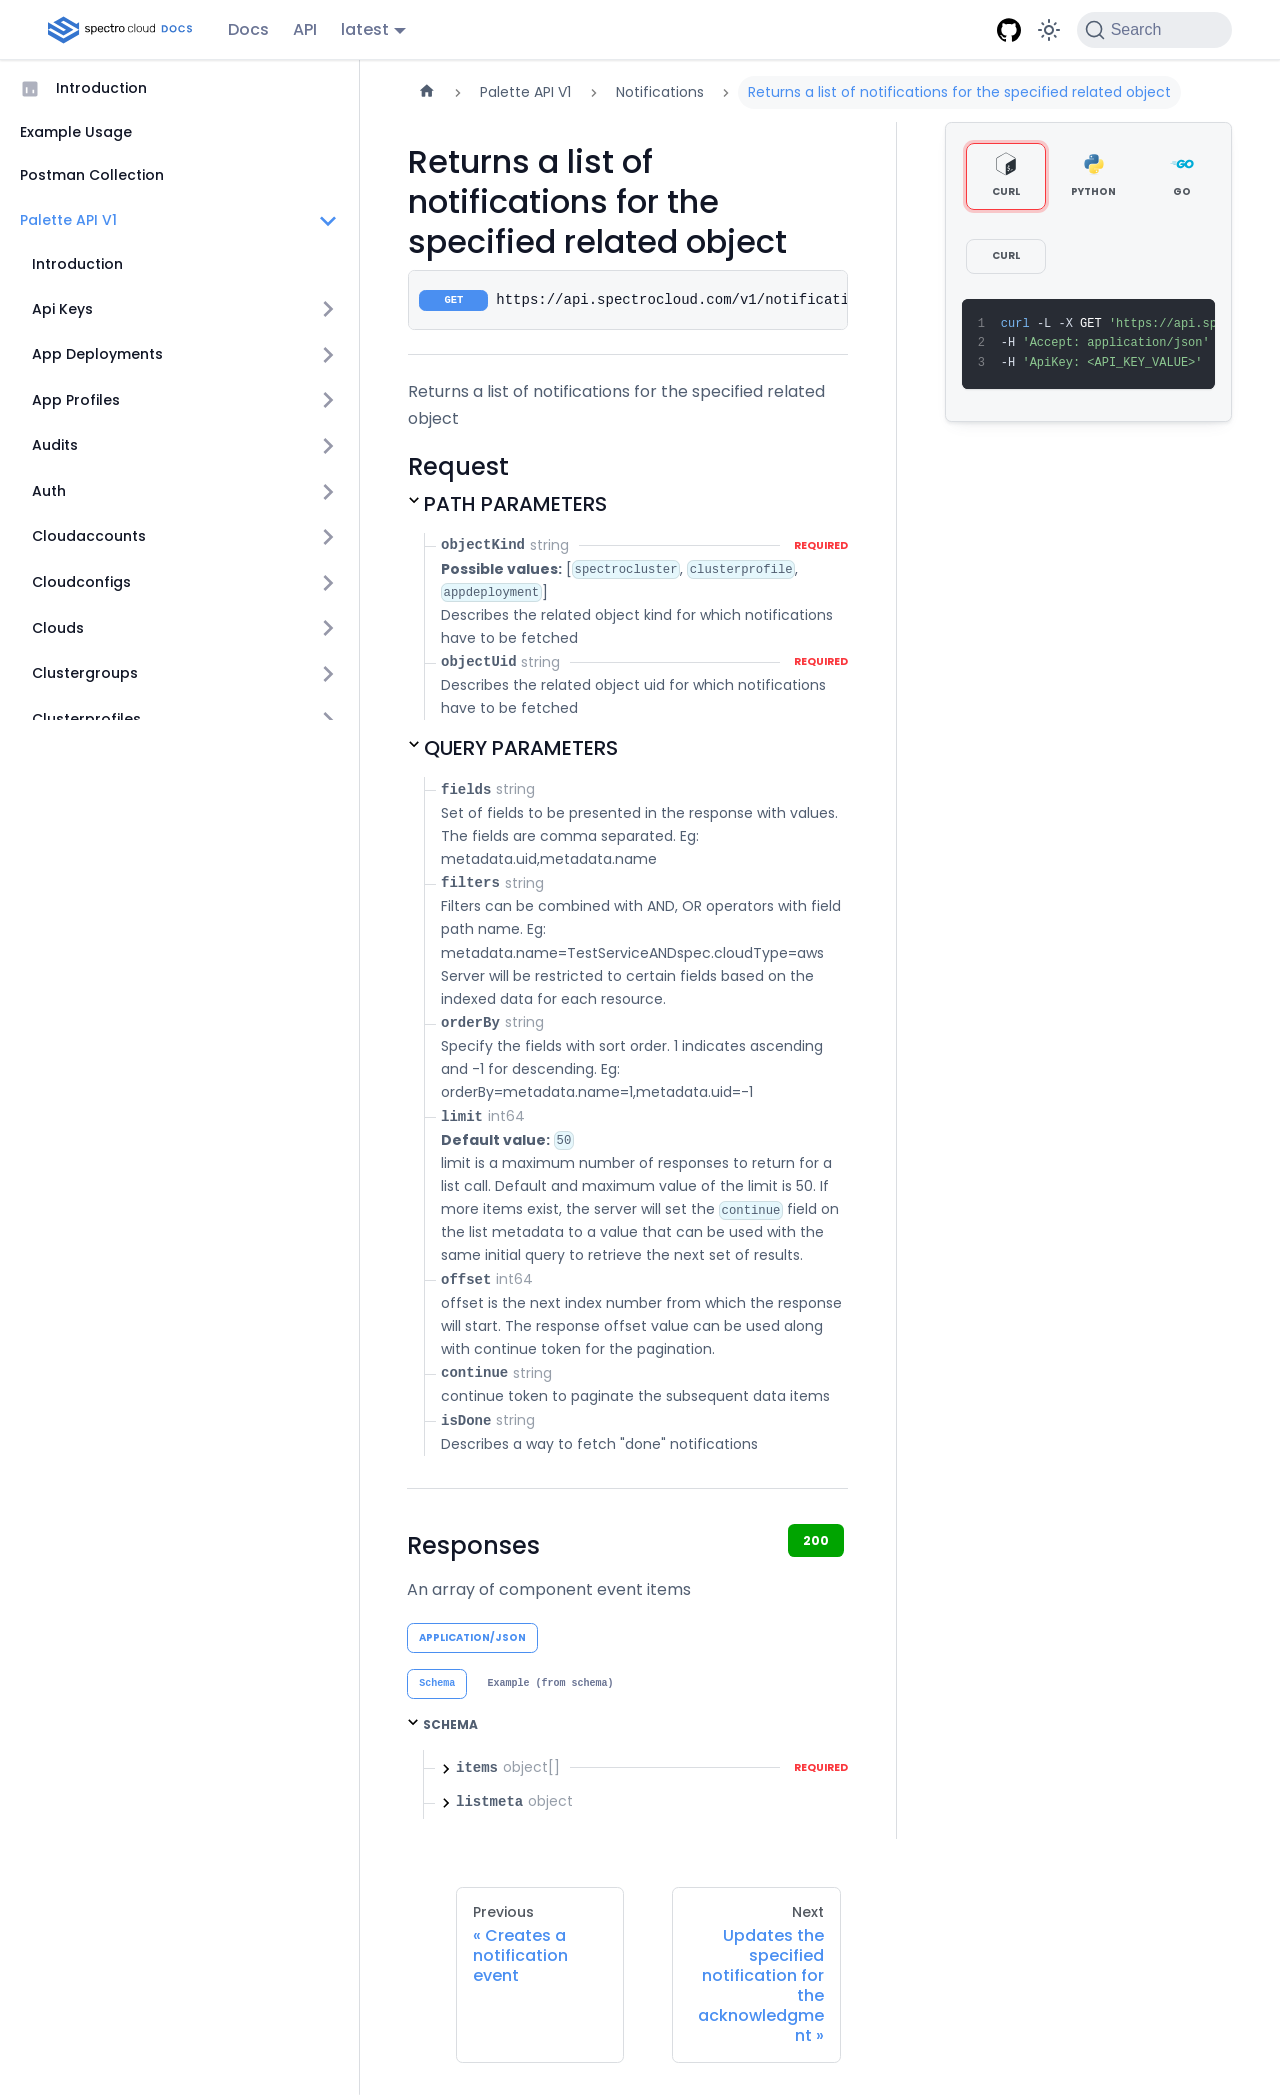 spectro cloud DOCS
Docs
API
latest
Search
Introduction
Example Usage
Postman Collection
Palette API V1
Introduction
Api Keys
App Deployments
App Profiles
Audits
Auth
Cloudaccounts
Cloudconfigs
Clouds
Clustergroups
Clusterprofiles
Palette API V1
Notifications
Returns a list of notifications for the specified related object
Returns a list of
notifications for the
specified related object
GET https://api.spectrocloud.com/v1/notificati
Returns a list of notifications for the specified related
object
Request
PATH PARAMETERS
objectKind string REQUIRED
Possible values: [spectrocluster, clusterprofile,
appdeployment]
Describes the related object kind for which notifications
have to be fetched
objectUid string REQUIRED
Describes the related object uid for which notifications
have to be fetched
QUERY PARAMETERS
fields string
Set of fields to be presented in the response with values.
The fields are comma separated. Eg:
metadata.uid,metadata.name
filters string
Filters can be combined with AND, OR operators with field
path name. Eg:
metadata.name=TestServiceANDspec.cloudType=aws
Server will be restricted to certain fields based on the
indexed data for each resource.
orderBy string
Specify the fields with sort order. 1 indicates ascending
and -1 for descending. Eg:
orderBy=metadata.name=1,metadata.uid=-1
limit int64
Default value: 50
limit is a maximum number of responses to return for a
list call. Default and maximum value of the limit is 50. If
more items exist, the server will set the continue field on
the list metadata to a value that can be used with the
same initial query to retrieve the next set of results.
offset int64
offset is the next index number from which the response
will start. The response offset value can be used along
with continue token for the pagination.
continue string
continue token to paginate the subsequent data items
isDone string
Describes a way to fetch "done" notifications
Responses
200
An array of component event items
APPLICATION/JSON
Schema
Example (from schema)
SCHEMA
items object[] REQUIRED
listmeta object
Previous
« Creates a
notification
event
Next
Updates the
specified
notification for
the
acknowledgme
nt »
CURL
PYTHON
GO
CURL
1 curl -L -X GET 'https://api.sp
2 -H 'Accept: application/json'
3 -H 'ApiKey: <API_KEY_VALUE>'